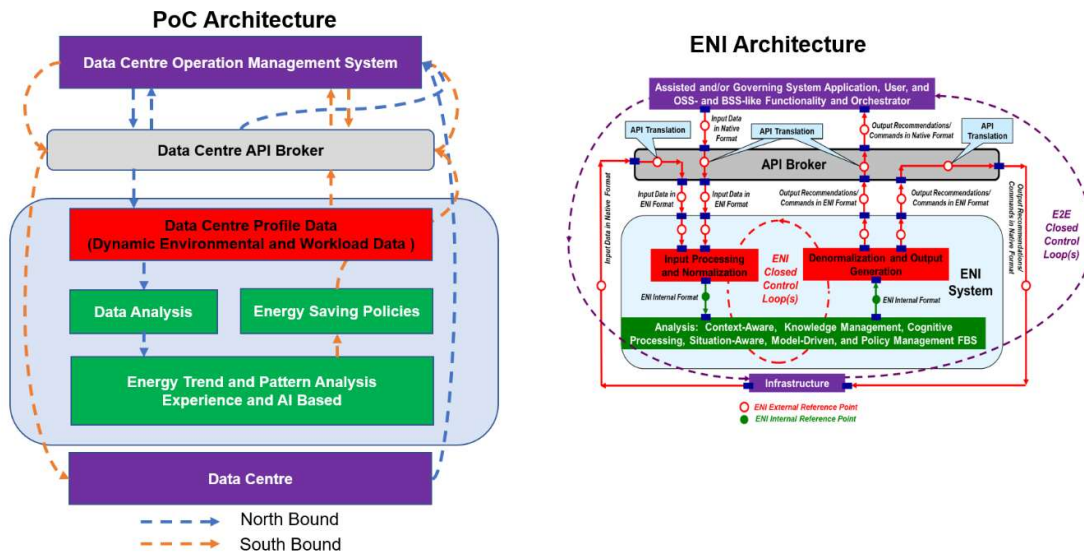 PoC Architecture
Data Centre Operation Management System
Data Centre API Broker
Data Centre Profile Data
(Dynamic Environmental and Workload Data )
Data Analysis
Energy Saving Policies
Energy Trend and Pattern Analysis
Experience and AI Based
Data Centre
North Bound
South Bound
ENI Architecture
Assisted and/or Governing System Application, User, and
OSS- and BSS-like Functionality and Orchestrator
API Translation
Input Data
in Native
Format
API Translation
Output Recommendations/
Commands in Native Format
API
Translation
API Broker
Input Data in Native Format
Input Data in
ENI Format
Input Data in
ENI Format
Output Recommendations/
Commands in ENI Format
Output Recommendations/
Commands in ENI Format
Output Recommendations/
Commands in Native Format
E2E
Closed
Control
Loop(s)
Input Processing
and Normalization
ENI
Closed
Control
Loop(s)
Denormalization and Output
Generation
ENI
System
ENI Internal Format
ENI Internal Format
Analysis: Context-Aware, Knowledge Management, Cognitive
Processing, Situation-Aware, Model-Driven, and Policy Management FBS
Infrastructure
ENI External Reference Point
ENI Internal Reference Point